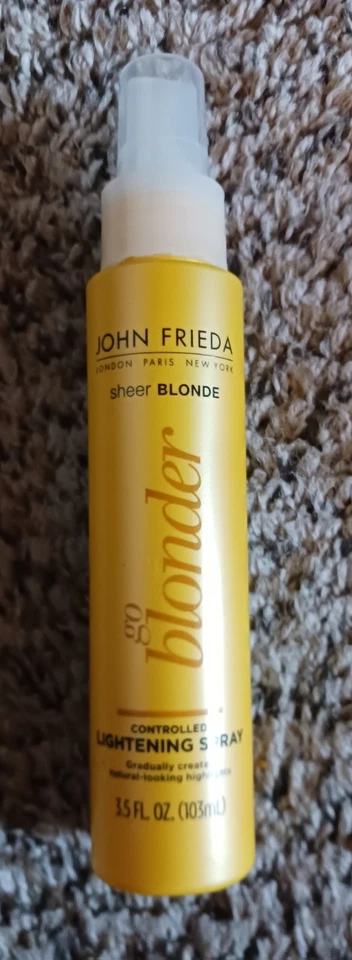 JOHN FRIEDA
LONDON PARIS NEW YORK
sheer BLONDE
go
blonder
CONTROLLED
LIGHTENING SPRAY
Gradually create
natural-looking highlights
3.5 FL. OZ. (103mL)